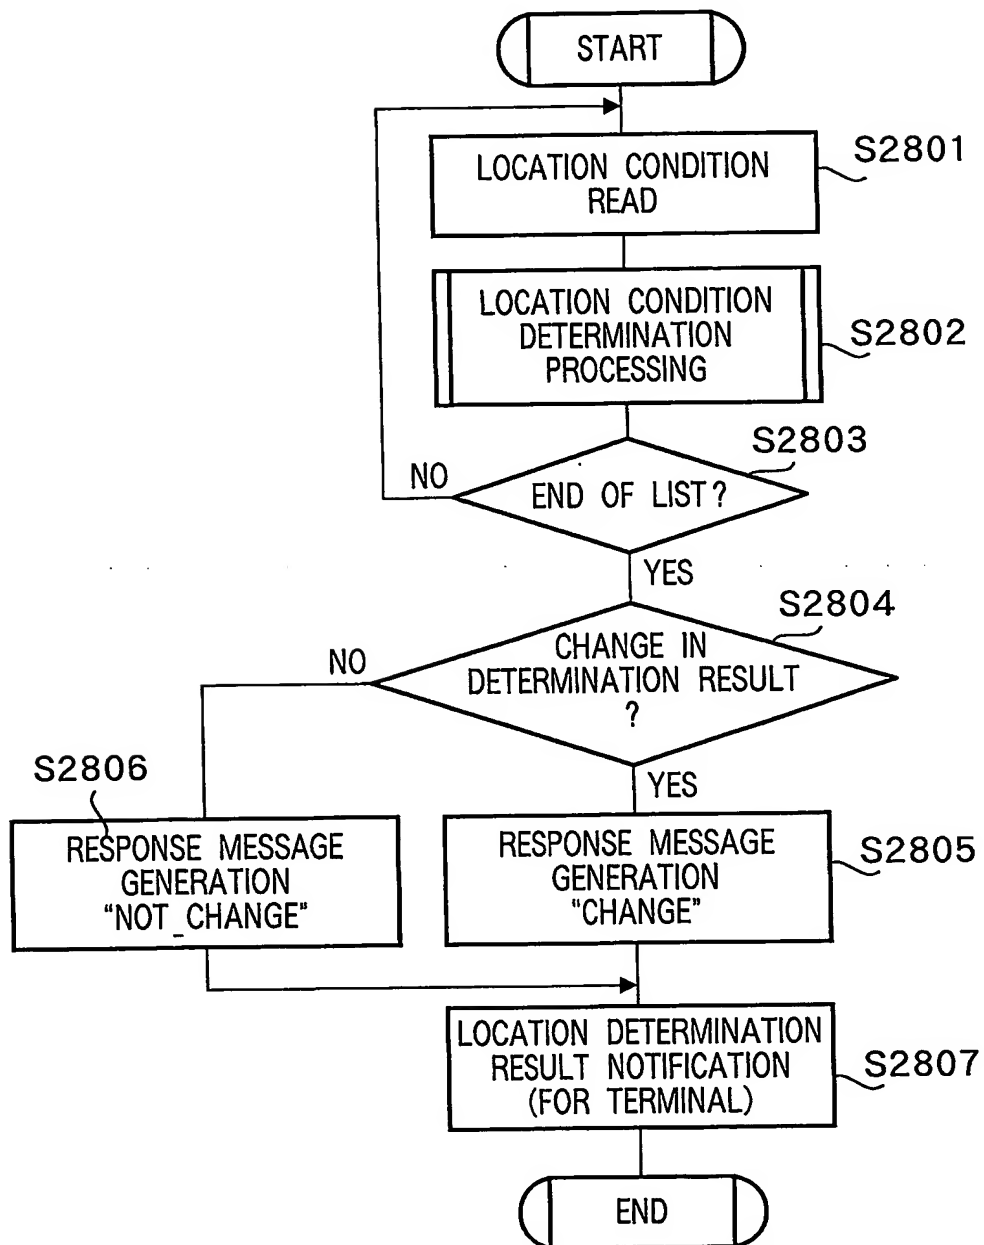 START
LOCATION CONDITION
READ
S2801
LOCATION CONDITION
DETERMINATION
PROCESSING
S2802
S2803
END OF LIST?
NO
YES
S2804
CHANGE IN
DETERMINATION RESULT
?
NO
YES
S2806
RESPONSE MESSAGE
GENERATION
"NOT_CHANGE"
RESPONSE MESSAGE
GENERATION
"CHANGE"
S2805
LOCATION DETERMINATION
RESULT NOTIFICATION
(FOR TERMINAL)
S2807
END